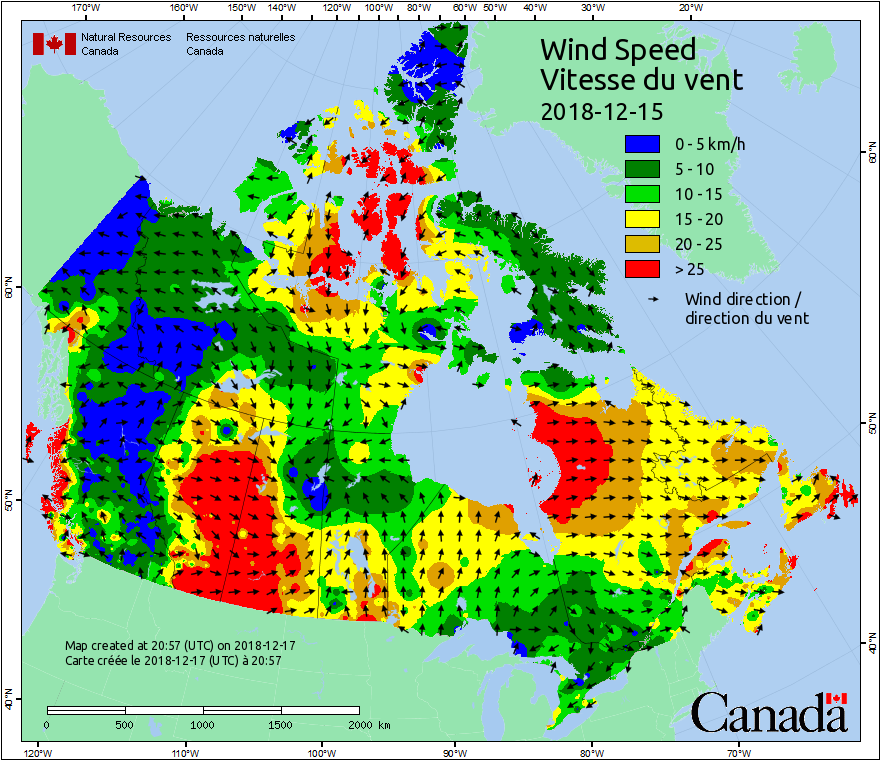 170°W 160°W 150°W 140°W 130°W 120°W 110°W 100°W 90°W 80°W 70°W 60°W 50°W 40°W 30°W 20°W
Natural Resources Ressources naturelles
Canada Canada
Wind Speed
Vitesse du vent
2018-12-15
0 - 5 km/h
5 - 10
10 - 15
15 - 20
20 - 25
> 25
Wind direction /
direction du vent
60°N
60°N
50°N
50°N
40°N
40°N
Map created at 20:57 (UTC) on 2018-12-17
Carte créée le 2018-12-17 (UTC) à 20:57
0 500 1000 1500 2000 km
Canada
120°W 110°W 100°W 90°W 80°W 70°W